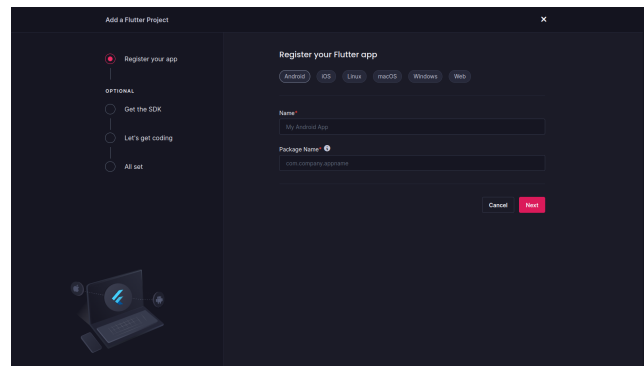 Add a Flutter Project
Register your app
OPTIONAL
Get the SDK
Let's get coding
All set
Register your Flutter app
Android iOS Linux macOS Windows Web
Name*
My Android App
Package Name*
com.company.appname
Cancel Next